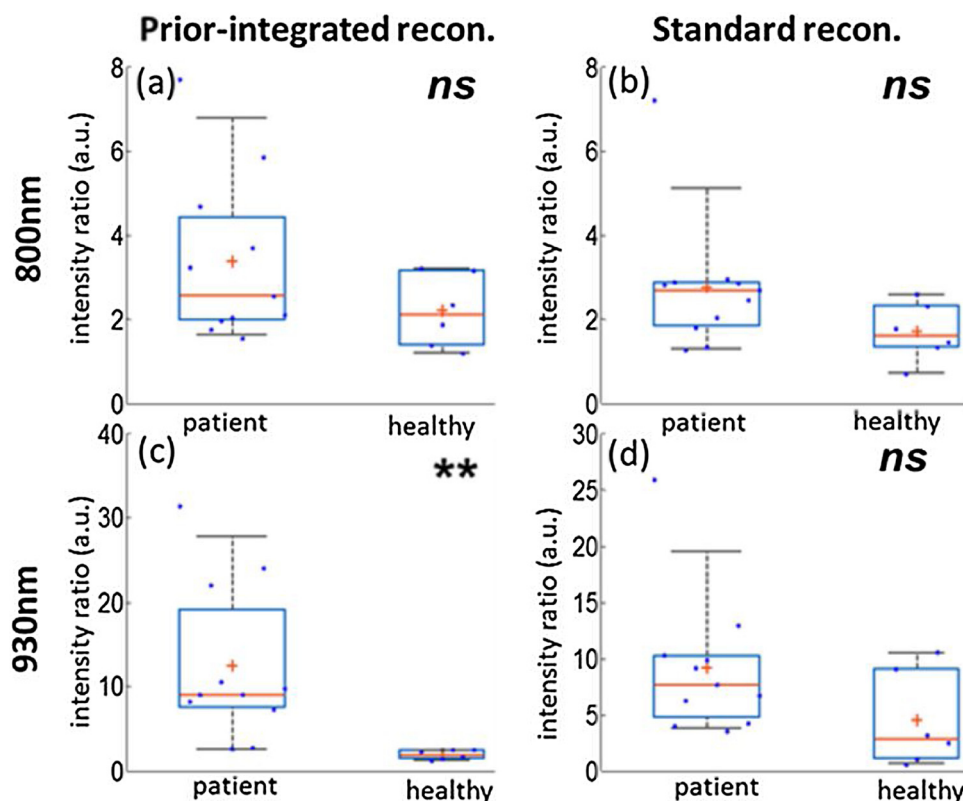 Prior-integrated recon.
Standard recon.
800nm
930nm
(a)
ns
intensity ratio (a.u.)
8
6
4
2
0
patient
healthy
(b)
ns
intensity ratio (a.u.)
8
6
4
2
0
patient
healthy
(c)
**
intensity ratio (a.u.)
40
30
20
10
0
patient
healthy
(d)
ns
intensity ratio (a.u.)
30
25
20
15
10
5
0
patient
healthy